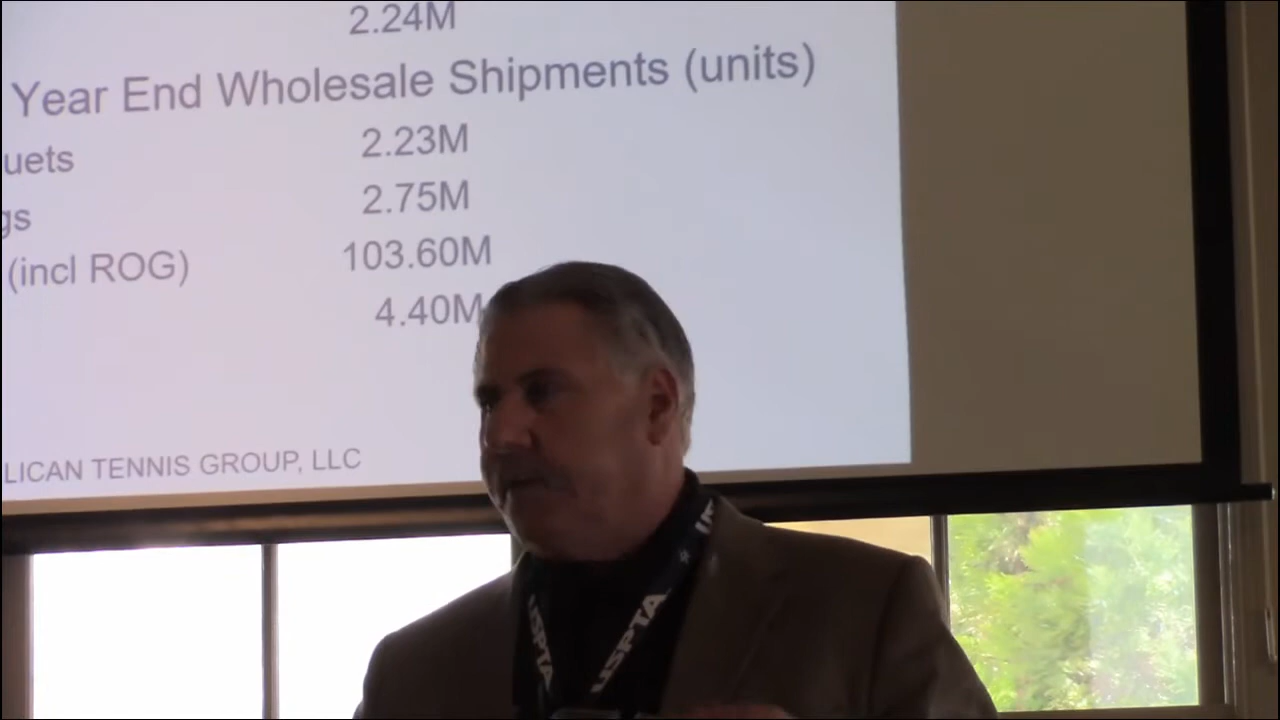 2.24M
Year End Wholesale Shipments (units)
uets 2.23M
gs 2.75M
(incl ROG) 103.60M
4.40M
LICAN TENNIS GROUP, LLC
USPTA
USPTA